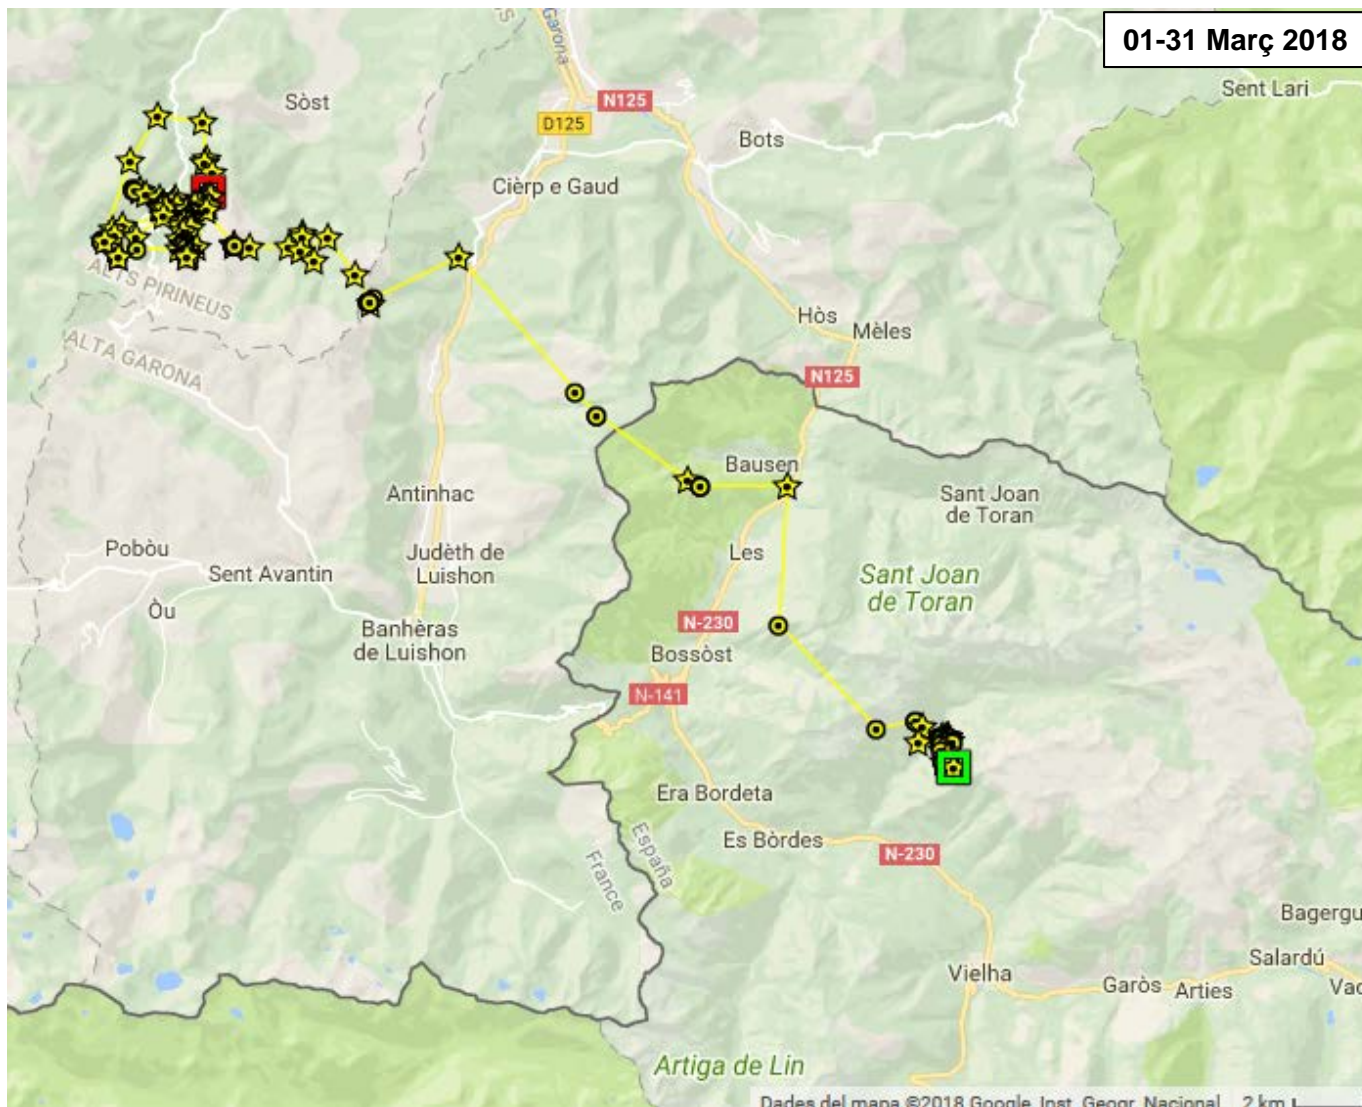 01-31 Març 2018
Garona
US
Sòst
N125
D125
Bots
Sent Lari
Cièrp e Gaud
ALTS PIRINEUS
ALTA GARONA
Hòs
Mèles
N125
Bausen
Antinhac
Sant Joan
de Toran
Pobòu
Judèth de
Luishon
Les
Sent Avantin
Sant Joan
de Toran
Òu
N-230
Banhèras
de Luishon
Bossòst
N-141
Era Bordeta
Es Bòrdes
N-230
España
France
Bagergu
Salardú
Vielha
Garòs
Arties
Vac
Artiga de Lin
Dades del mapa ©2018 Google, Inst. Geogr. Nacional
2 km